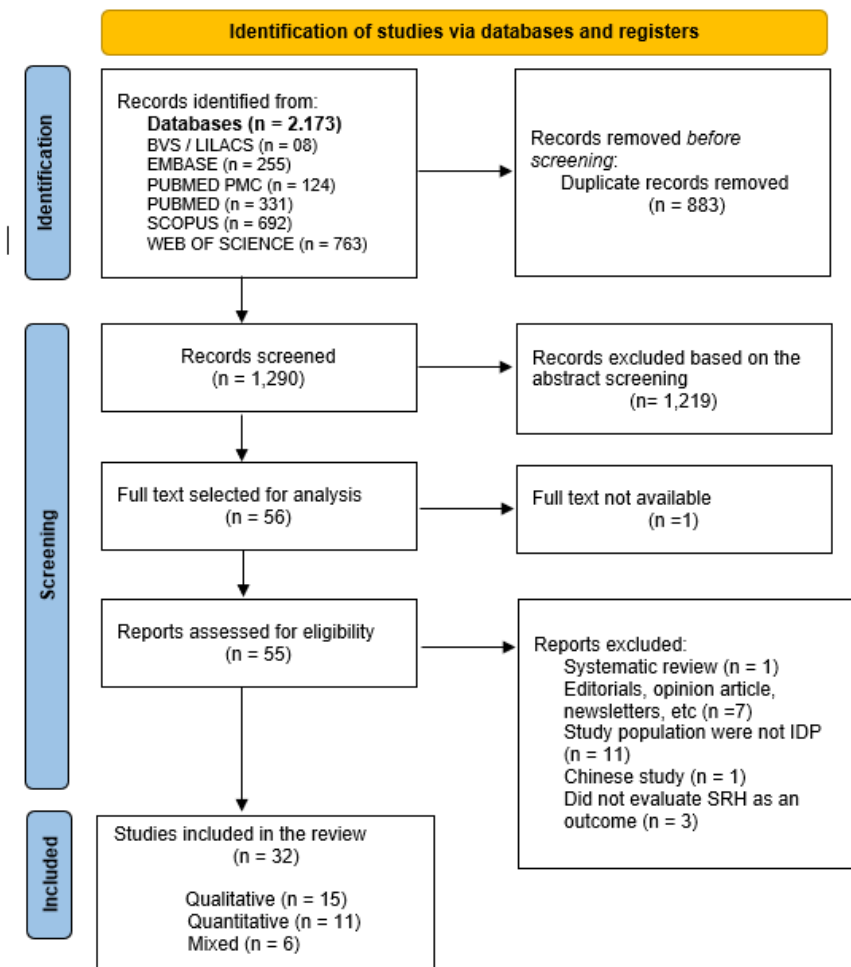 Identification of studies via databases and registers
Identification
Records identified from:
Databases (n = 2.173)
BVS / LILACS (n = 08)
EMBASE (n = 255)
PUBMED PMC (n = 124)
PUBMED (n = 331)
SCOPUS (n = 692)
WEB OF SCIENCE (n = 763)
Records removed before
screening:
Duplicate records removed
(n = 883)
Screening
Records screened
(n = 1,290)
Records excluded based on the
abstract screening
(n= 1,219)
Full text selected for analysis
(n = 56)
Full text not available
(n =1)
Reports assessed for eligibility
(n = 55)
Reports excluded:
Systematic review (n = 1)
Editorials, opinion article,
newsletters, etc (n =7)
Study population were not IDP
(n = 11)
Chinese study (n = 1)
Did not evaluate SRH as an
outcome (n = 3)
Included
Studies included in the review
(n = 32)
Qualitative (n = 15)
Quantitative (n = 11)
Mixed (n = 6)